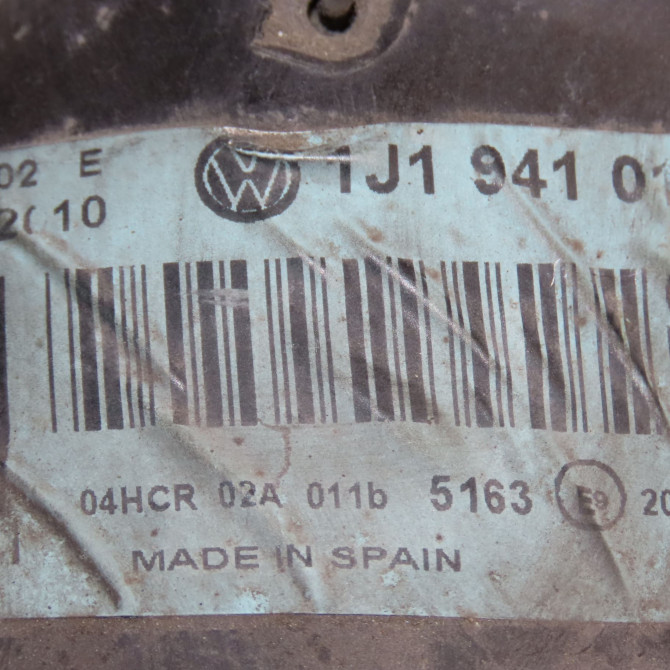 02 E 1J1 941 01
2010
04HCR 02A 011b 5163 E9 20
MADE IN SPAIN